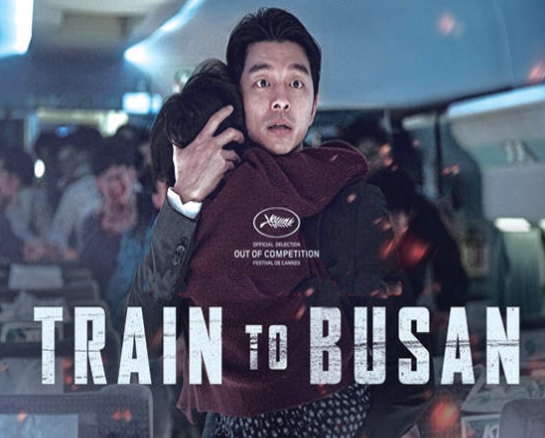 OFFICIAL SELECTION
OUT OF COMPETITION
FESTIVAL DE CANNES
TRAIN TO BUSAN